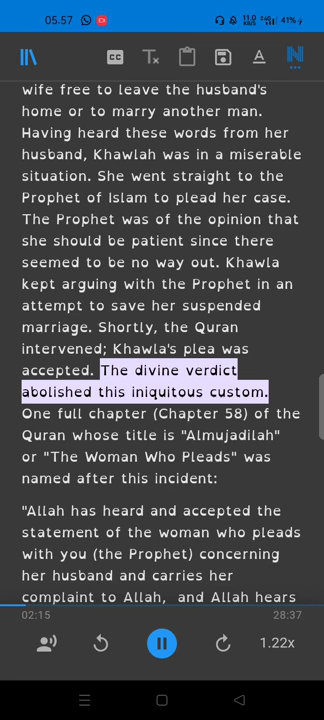 05.57
11.0
KB/S
41%
CC
A
N
wife free to leave the husband's
home or to marry another man.
Having heard these words from her
husband, Khawlah was in a miserable
situation. She went straight to the
Prophet of Islam to plead her case.
The Prophet was of the opinion that
she should be patient since there
seemed to be no way out. Khawla
kept arguing with the Prophet in an
attempt to save her suspended
marriage. Shortly, the Quran
intervened; Khawla's plea was
accepted. The divine verdict
abolished this iniquitous custom.
One full chapter (Chapter 58) of the
Quran whose title is "Almujadilah"
or "The Woman Who Pleads" was
named after this incident:
"Allah has heard and accepted the
statement of the woman who pleads
with you (the Prophet) concerning
her husband and carries her
complaint to Allah, and Allah hears
02:15
28:37
1.22x